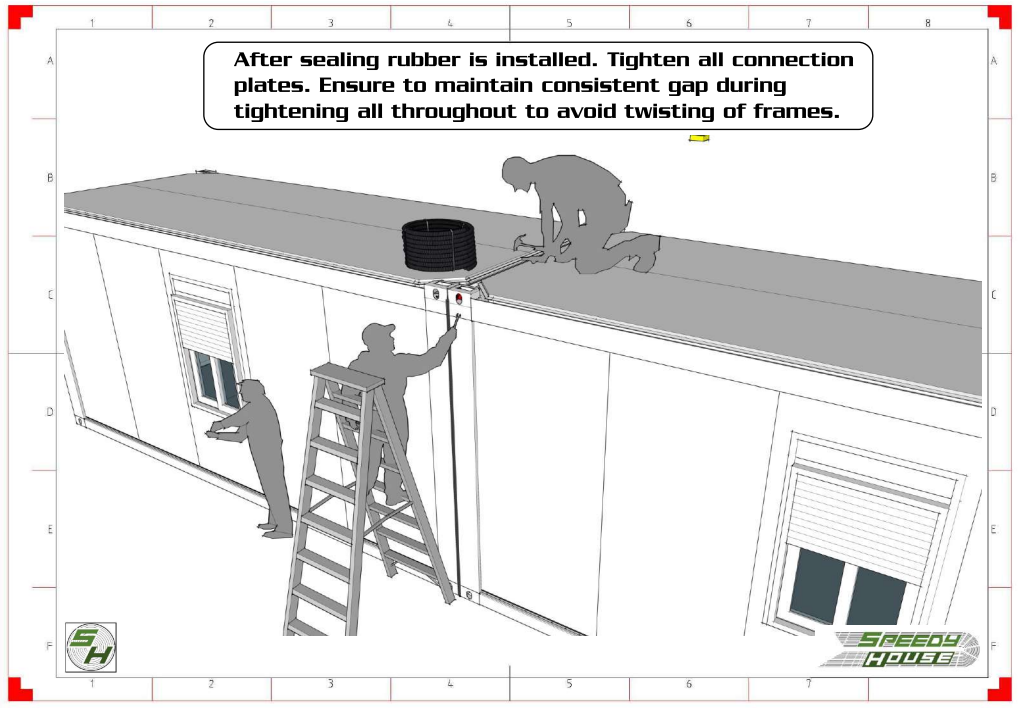 1 2 3 4 5 6 7 8
After sealing rubber is installed. Tighten all connection
plates. Ensure to maintain consistent gap during
tightening all throughout to avoid twisting of frames.
A A
B B
C C
D D
E E
F F
SH
SPEEDY
HOUSE
1 2 3 4 5 6 7